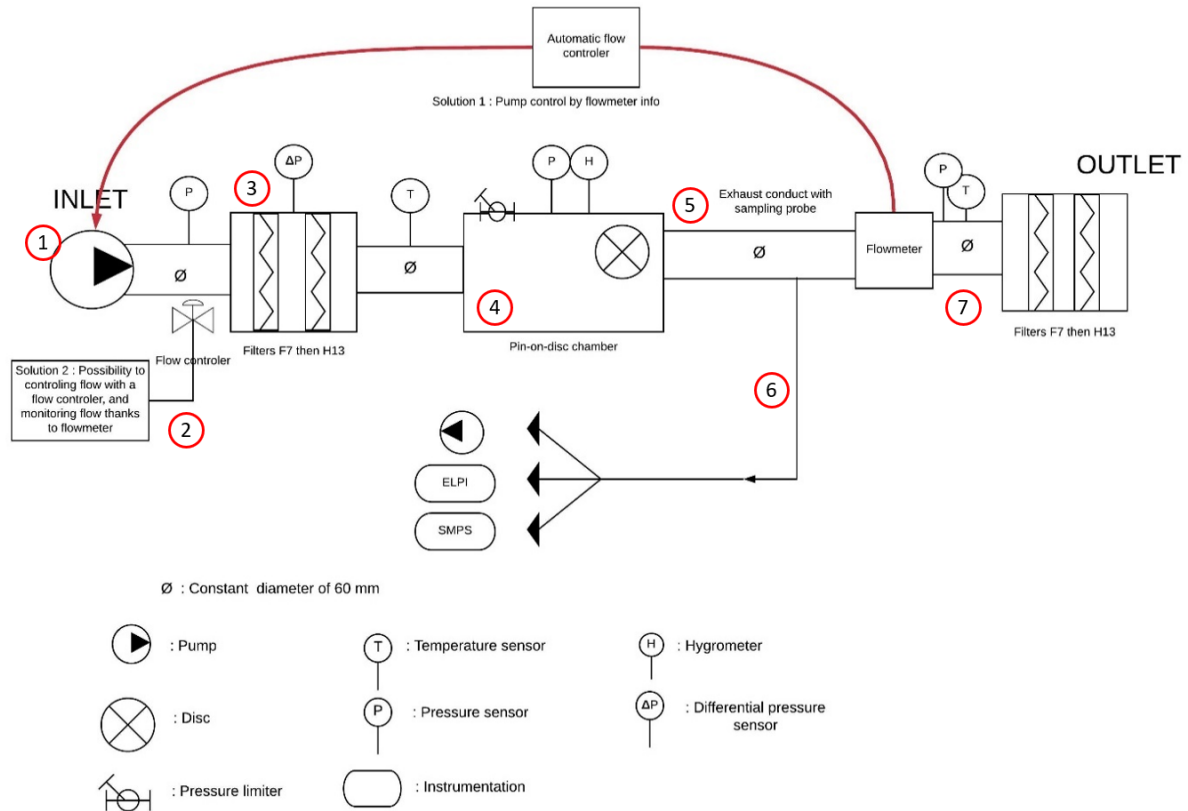 Automatic flow
controler
Solution 1 : Pump control by flowmeter info
INLET
OUTLET
1
P
3
ΔP
T
P
H
5
Exhaust conduct with
sampling probe
P
T
Ø
Ø
Ø
Flowmeter
Ø
4
7
Flow controler
Filters F7 then H13
Pin-on-disc chamber
Filters F7 then H13
Solution 2 : Possibility to
controling flow with a
flow controler, and
monitoring flow thanks
to flowmeter
2
6
ELPI
SMPS
Ø : Constant diameter of 60 mm
: Pump
T : Temperature sensor
H : Hygrometer
: Disc
P : Pressure sensor
ΔP : Differential pressure
sensor
: Pressure limiter
: Instrumentation